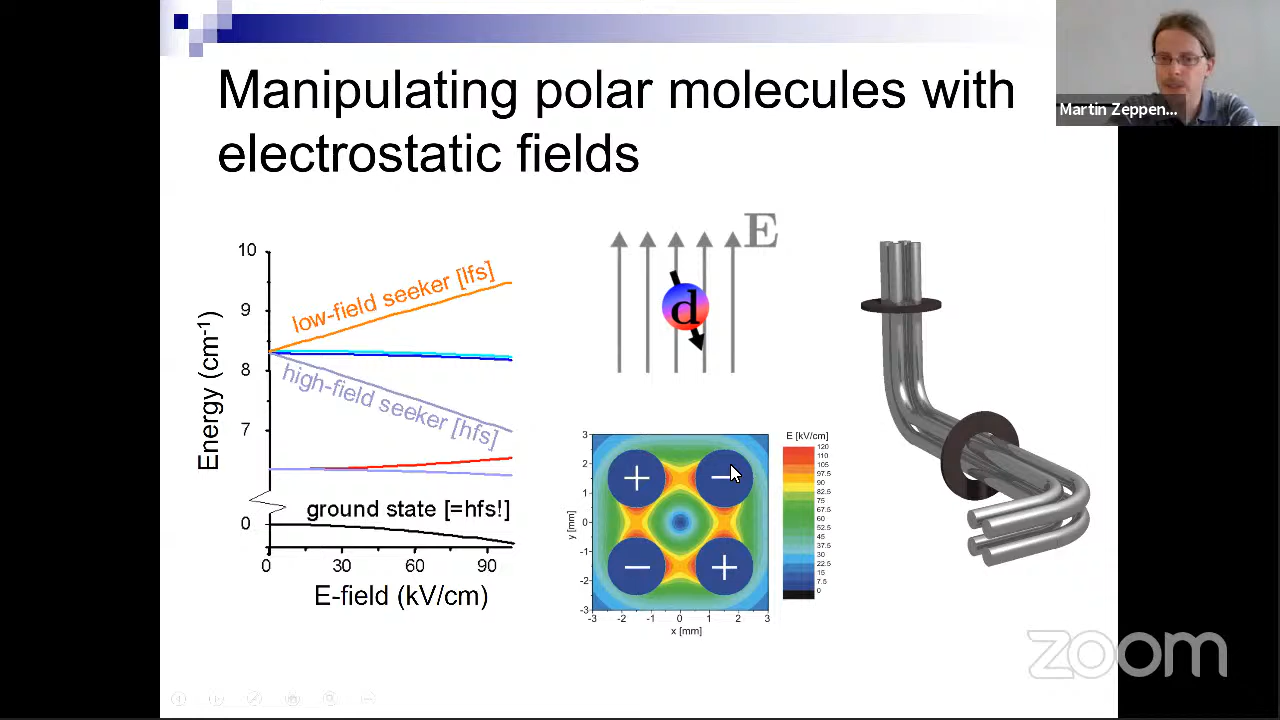 Manipulating polar molecules with
electrostatic fields
Martin Zeppen...
10
9
8
7
0
Energy (cm-1)
low-field seeker [lfs]
high-field seeker [hfs]
ground state [=hfs!]
0 30 60 90
E-field (kV/cm)
E
d
3
2
1
0
-1
-2
-3
y [mm]
+ −
− +
-3 -2 -1 0 1 2 3
x [mm]
E [kV/cm]
120
110
105
97.5
90
82.5
75
67.5
60
52.5
45
37.5
30
22.5
15
7.5
0
zoom